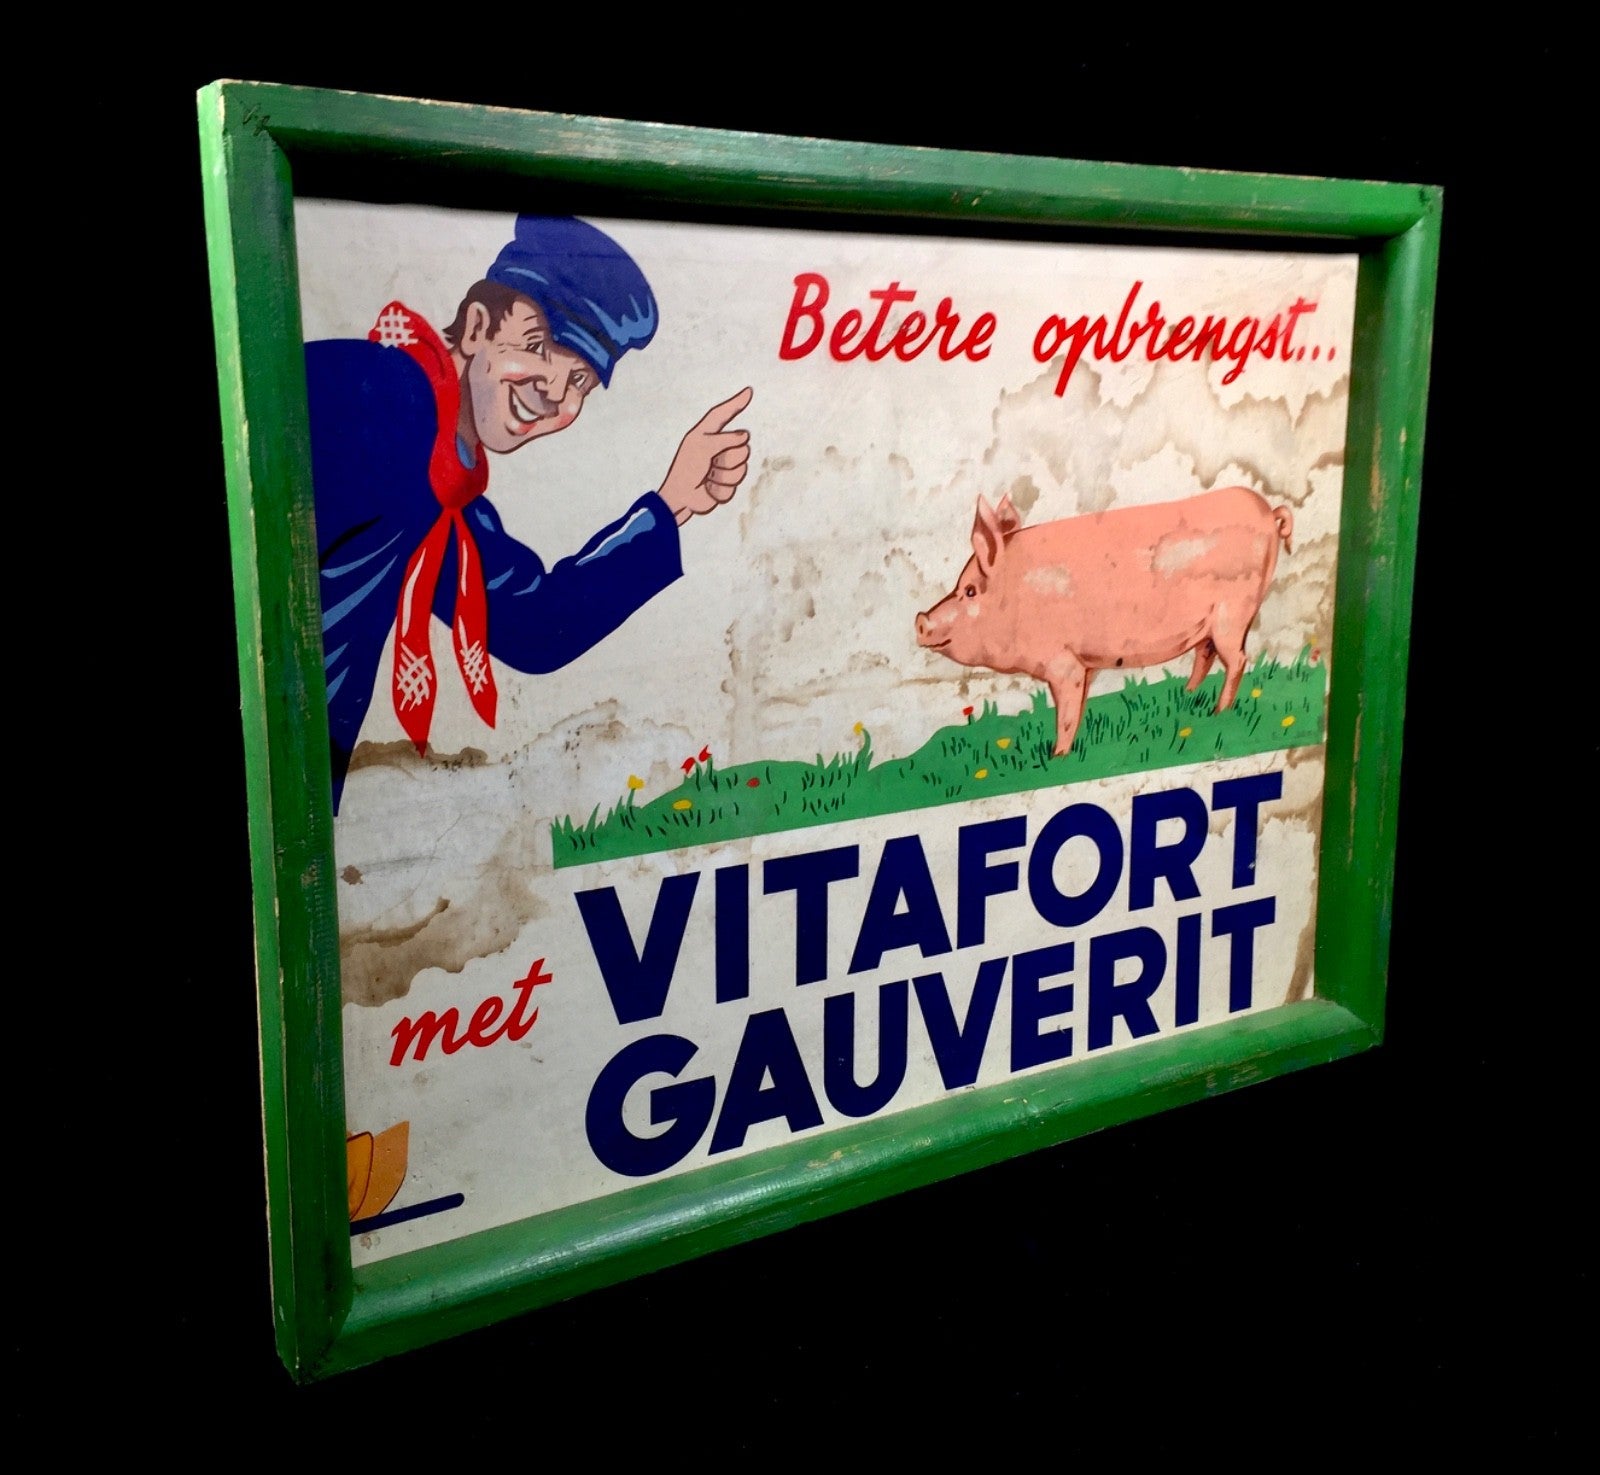 Betere opbrengst...
met VITAFORT
GAUVERIT